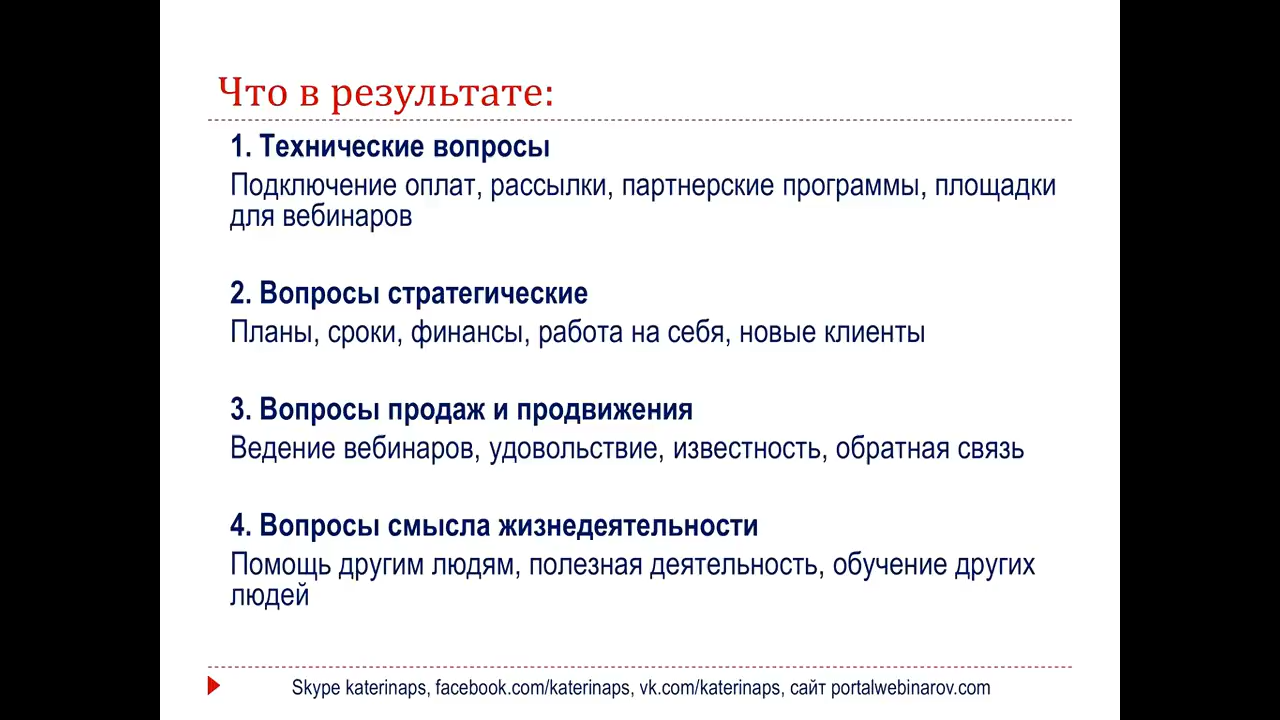 Что в результате:
1. Технические вопросы
Подключение оплат, рассылки, партнерские программы, площадки
для вебинаров
2. Вопросы стратегические
Планы, сроки, финансы, работа на себя, новые клиенты
3. Вопросы продаж и продвижения
Ведение вебинаров, удовольствие, известность, обратная связь
4. Вопросы смысла жизнедеятельности
Помощь другим людям, полезная деятельность, обучение других
людей
Skype katerinaps, facebook.com/katerinaps, vk.com/katerinaps, сайт portalwebinarov.com